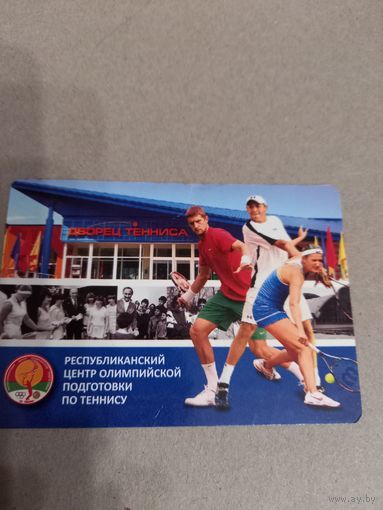 ДВОРЕЦ ТЕННИСА
РЕСПУБЛИКАНСКИЙ
ЦЕНТР ОЛИМПИЙСКОЙ
ПОДГОТОВКИ
ПО ТЕННИСУ
www.ay.by